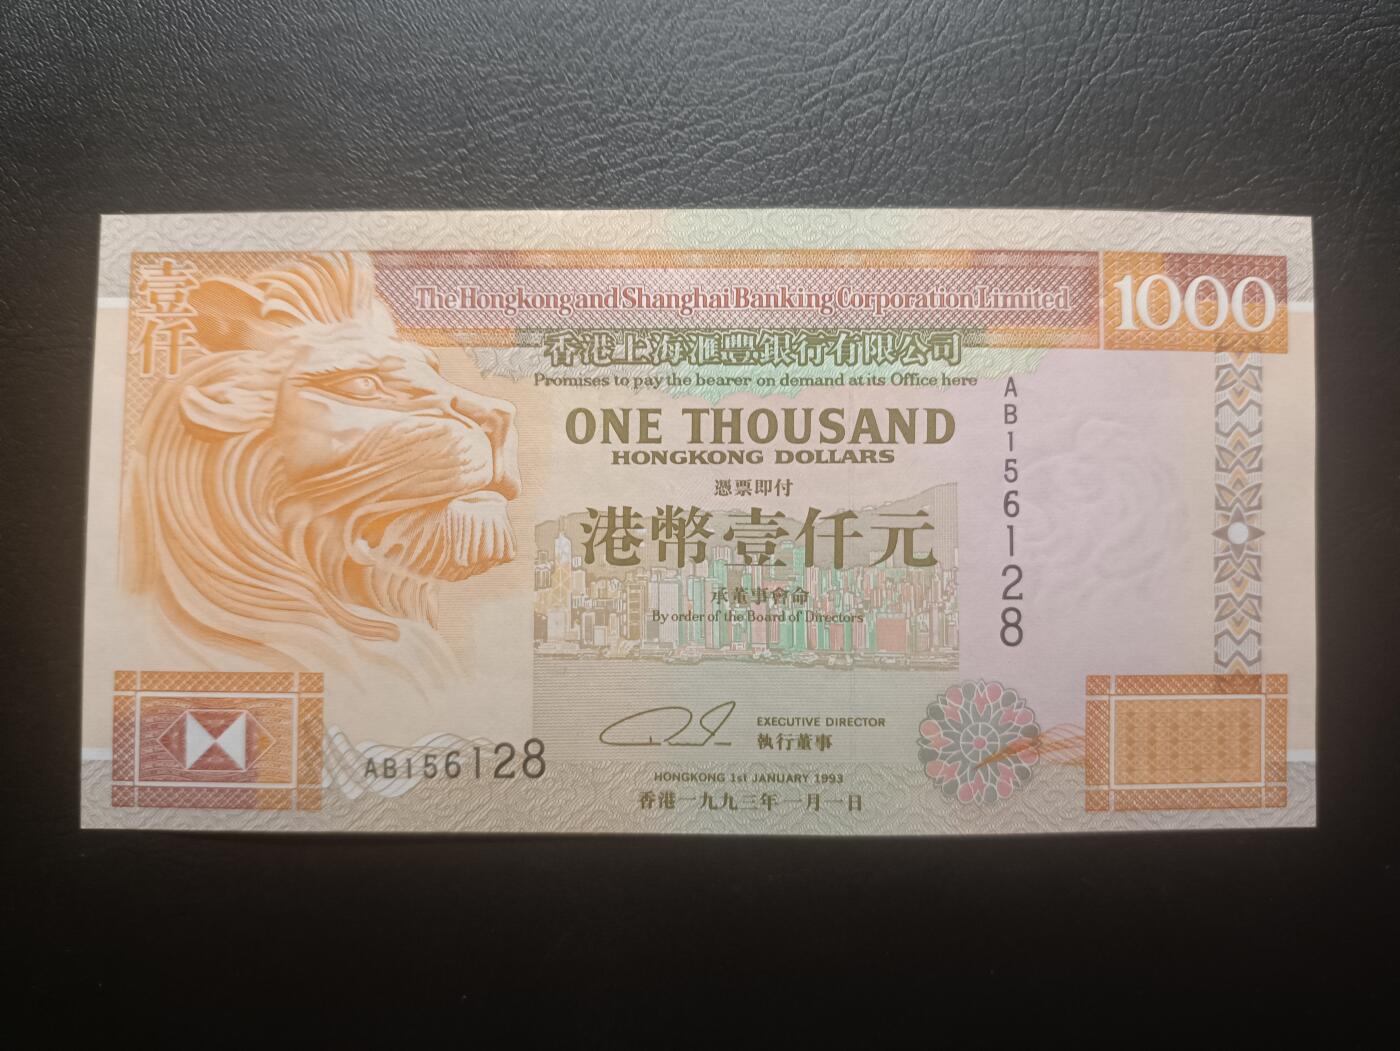 壹仟
The Hongkong and Shanghai Banking Corporation Limited
1000
香港上海滙豐銀行有限公司
Promises to pay the bearer on demand at its Office here
ONE THOUSAND
HONGKONG DOLLARS
憑票即付
港幣壹仟元
承董事會命
By order of the Board of Directors
AB156128
EXECUTIVE DIRECTOR
執行董事
AB156128
HONGKONG 1st JANUARY 1993
香港一九九三年一月一日